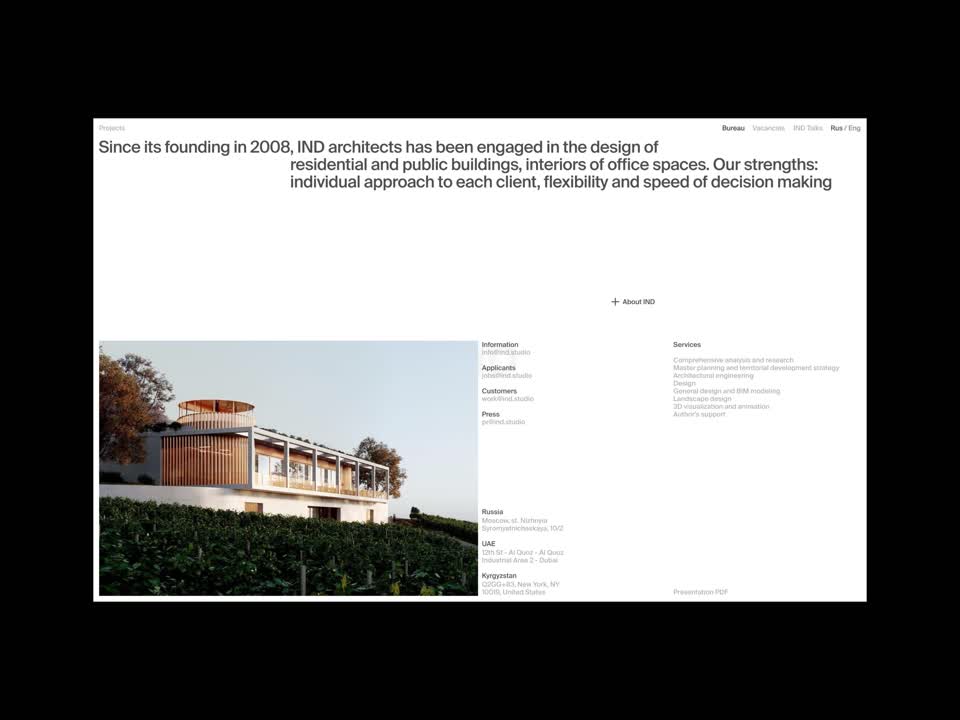 Projects
Bureau Vacancies IND Talks Rus / Eng
Since its founding in 2008, IND architects has been engaged in the design of
residential and public buildings, interiors of office spaces. Our strengths:
individual approach to each client, flexibility and speed of decision making
+ About IND
Information
info@ind.studio
Applicants
jobs@ind.studio
Customers
work@ind.studio
Press
pr@ind.studio
Services
Comprehensive analysis and research
Master planning and territorial development strategy
Architectural engineering
Design
General design and BIM modeling
Landscape design
3D visualization and animation
Author's support
Russia
Moscow, st. Nizhnyia
Syromyatnicheskaya, 10/2
UAE
12th St - Al Quoz - Al Quoz
Industrial Area 2 - Dubai
Kyrgyzstan
Q2GG+83, New York, NY
10019, United States
Presentation PDF